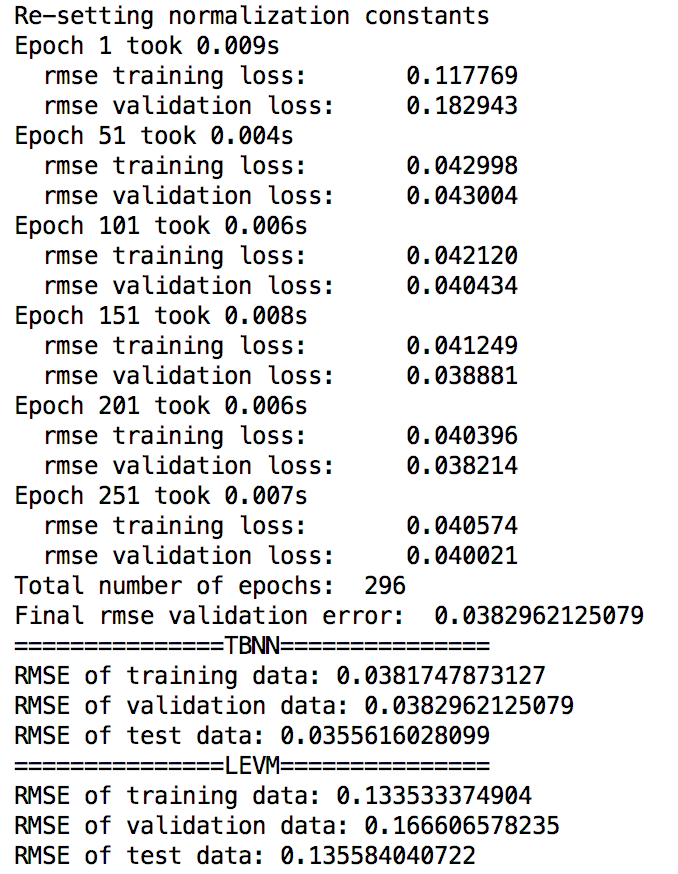 Re-setting normalization constants
Epoch 1 took 0.009s
  rmse training loss:       0.117769
  rmse validation loss:     0.182943
Epoch 51 took 0.004s
  rmse training loss:       0.042998
  rmse validation loss:     0.043004
Epoch 101 took 0.006s
  rmse training loss:       0.042120
  rmse validation loss:     0.040434
Epoch 151 took 0.008s
  rmse training loss:       0.041249
  rmse validation loss:     0.038881
Epoch 201 took 0.006s
  rmse training loss:       0.040396
  rmse validation loss:     0.038214
Epoch 251 took 0.007s
  rmse training loss:       0.040574
  rmse validation loss:     0.040021
Total number of epochs:  296
Final rmse validation error:  0.0382962125079
===============TBNN===============
RMSE of training data: 0.0381747873127
RMSE of validation data: 0.0382962125079
RMSE of test data: 0.0355616028099
===============LEVM===============
RMSE of training data: 0.133533374904
RMSE of validation data: 0.166606578235
RMSE of test data: 0.135584040722